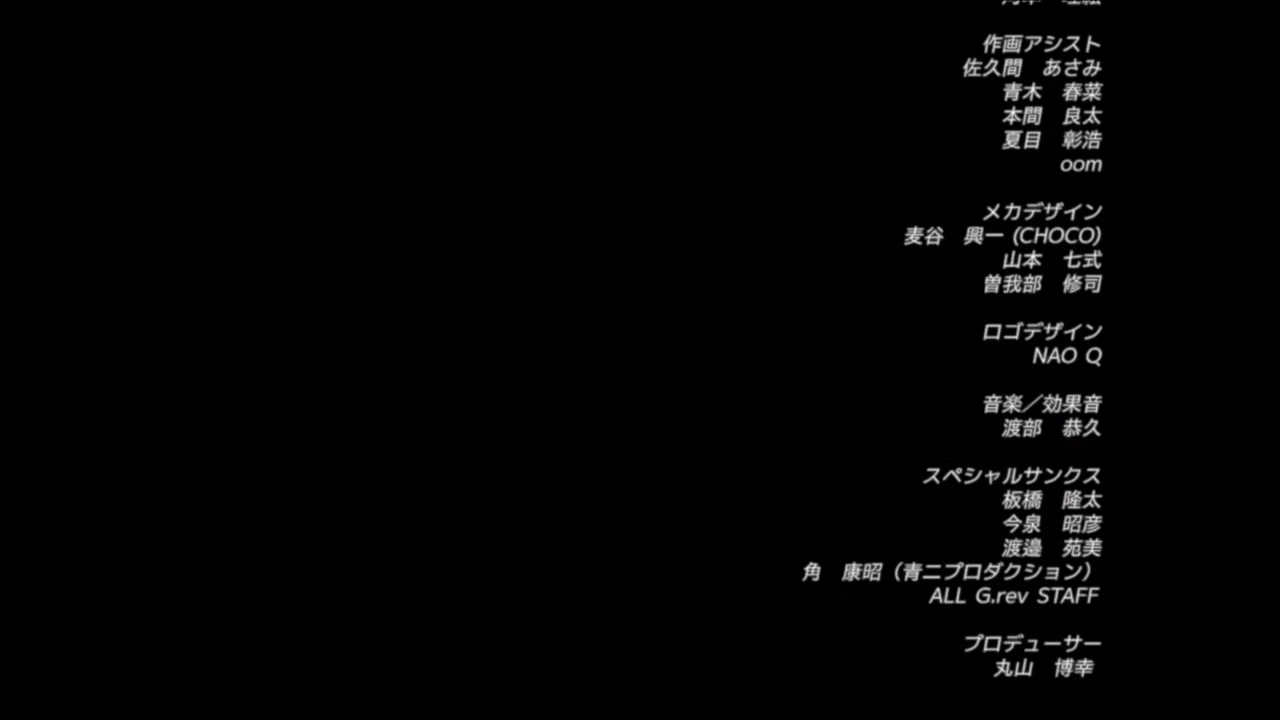 作画アシスト
佐久間　あさみ
青木　春菜
本間　良太
夏目　彰浩
oom
メカデザイン
麦谷　興一 (CHOCO)
山本　七式
曽我部　修司
ロゴデザイン
NAO Q
音楽／効果音
渡部　恭久
スペシャルサンクス
板橋　隆太
今泉　昭彦
渡邉　苑美
角　康昭（青二プロダクション）
ALL G.rev STAFF
プロデューサー
丸山　博幸